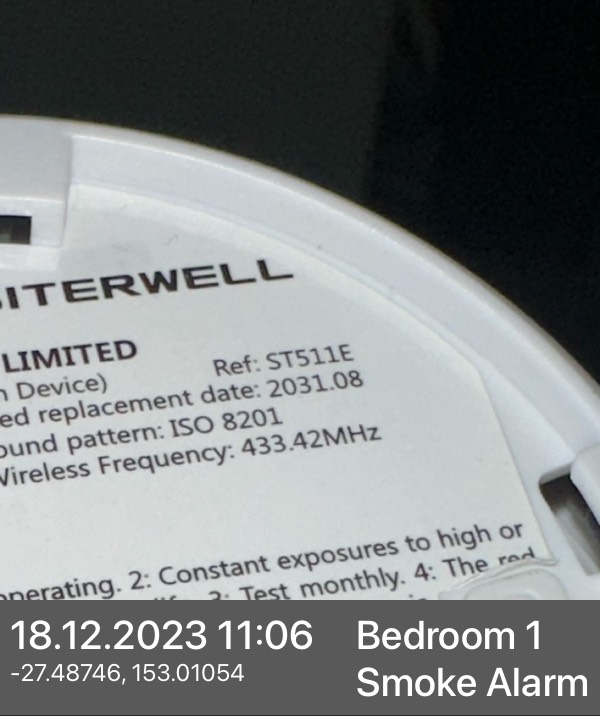 ITERWELL
LIMITED
Ref: ST511E
Device)
replacement date: 2031.08
pattern: ISO 8201
Wireless Frequency: 433.42MHz
operating. 2: Constant exposures to high or
3: Test monthly. 4: The red
18.12.2023 11:06
-27.48746, 153.01054
Bedroom 1
Smoke Alarm